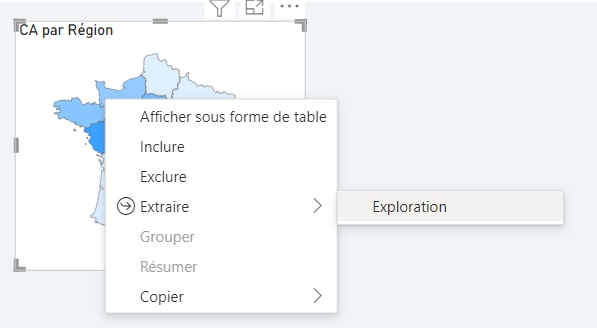 CA par Région
Afficher sous forme de table
Inclure
Exclure
Extraire
Exploration
Grouper
Résumer
Copier